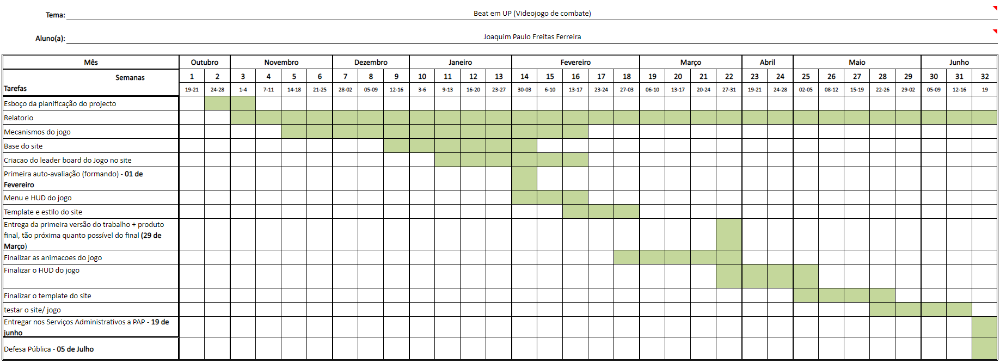 Tema: Beat em UP (Videojogo de combate)
Aluno(a): Joaquim Paulo Freitas Ferreira
Mês Outubro Novembro Dezembro Janeiro Fevereiro Março Abril Maio Junho
Semanas 1 2 3 4 5 6 7 8 9 10 11 12 13 14 15 16 17 18 19 20 21 22 23 24 25 26 27 28 29 30 31 32
Tarefas 19-21 24-28 1-4 7-11 14-18 21-25 28-02 05-09 12-16 3-6 9-13 16-20 23-27 30-03 6-10 13-17 23-24 27-03 06-10 13-17 20-24 27-31 19-21 24-28 02-05 08-12 15-19 22-26 29-02 05-09 12-16 19
Esboço da planificação do projecto
Relatorio
Mecanismos do jogo
Base do site
Criacao do leader board do Jogo no site
Primeira auto-avaliação (formando) - 01 de
Fevereiro
Menu e HUD do jogo
Template e estilo do site
Entrega da primeira versão do trabalho + produto
final, tão próxima quanto possível do final (29 de
Março)
Finalizar as animacoes do jogo
Finalizar o HUD do jogo
Finalizar o template do site
testar o site/ jogo
Entregar nos Serviços Administrativos a PAP - 19 de
junho
Defesa Pública - 05 de Julho